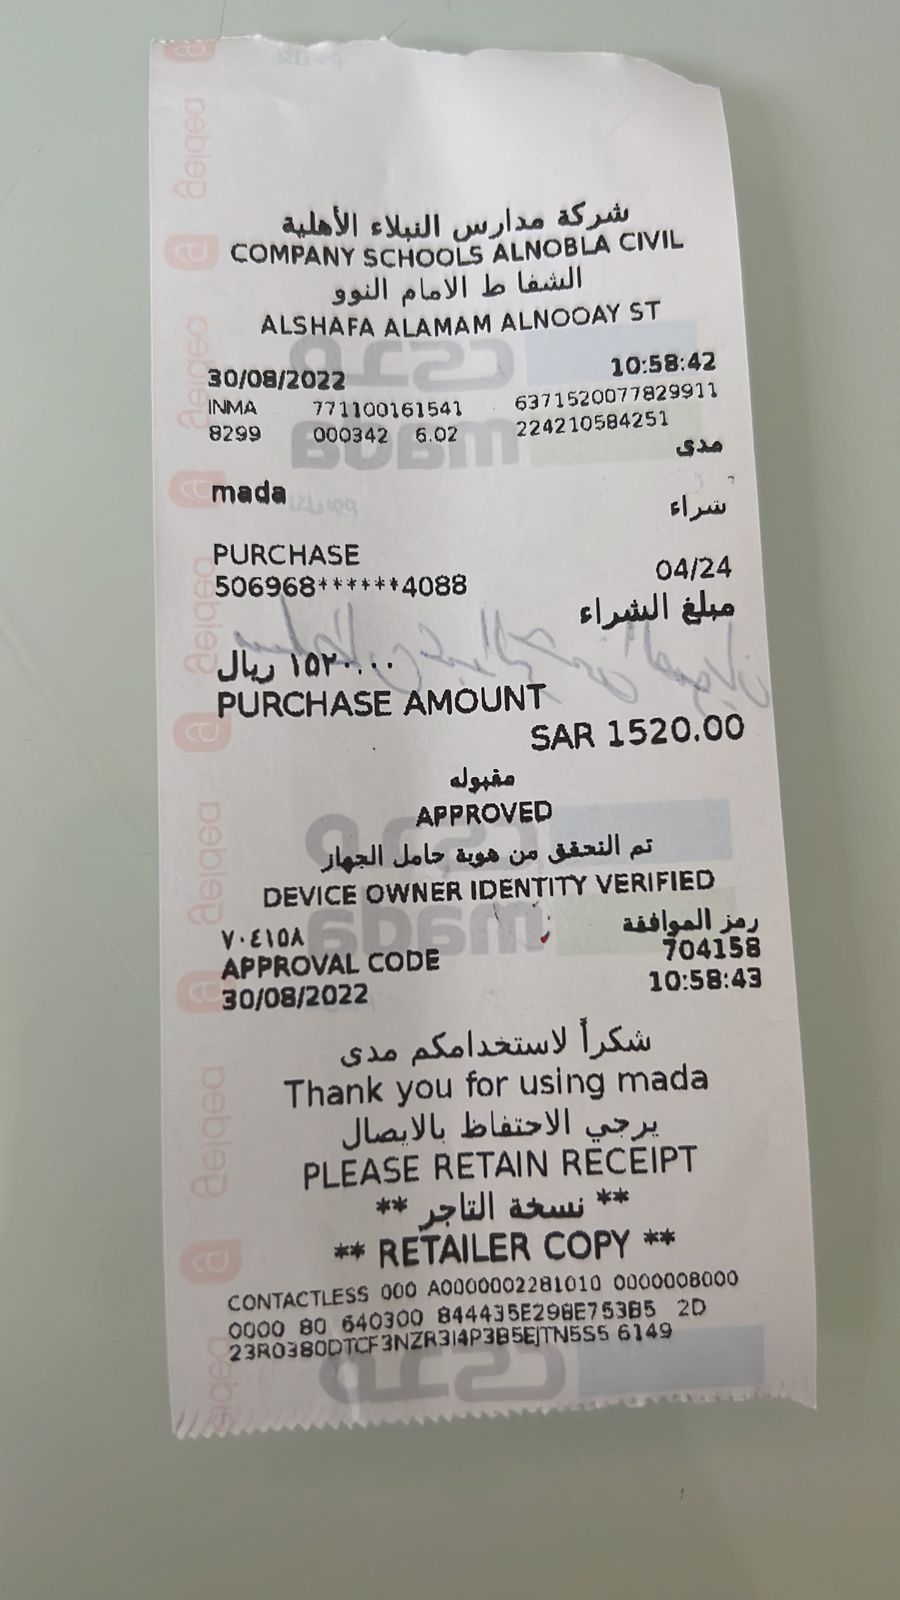 شركة مدارس النبلاء الأهلية
COMPANY SCHOOLS ALNOBLA CIVIL
الشفا ط الامام النوو
ALSHAFA ALAMAM ALNOOAY ST
30/08/2022 10:58:42
INMA 771100161541 6371520077829911
8299 000342 6.02 224210584251
مدى
mada
شراء
PURCHASE
506968******4088 04/24
مبلغ الشراء
١٥٢٠.٠٠ ريال
PURCHASE AMOUNT
SAR 1520.00
مقبوله
APPROVED
تم التحقق من هوية حامل الجهاز
DEVICE OWNER IDENTITY VERIFIED
رمز الموافقة
٧٠٤١٥٨
APPROVAL CODE 704158
30/08/2022 10:58:43
شكراً لاستخدامكم مدى
Thank you for using mada
يرجي الاحتفاظ بالايصال
PLEASE RETAIN RECEIPT
** نسخة التاجر **
** RETAILER COPY **
CONTACTLESS 000 A0000002281010 0000008000
0000 80 640300 844435E298E753B5 2D
23R0380DTCF3NZR3I4P3B5EJTN5S5 6149
geidea
mada